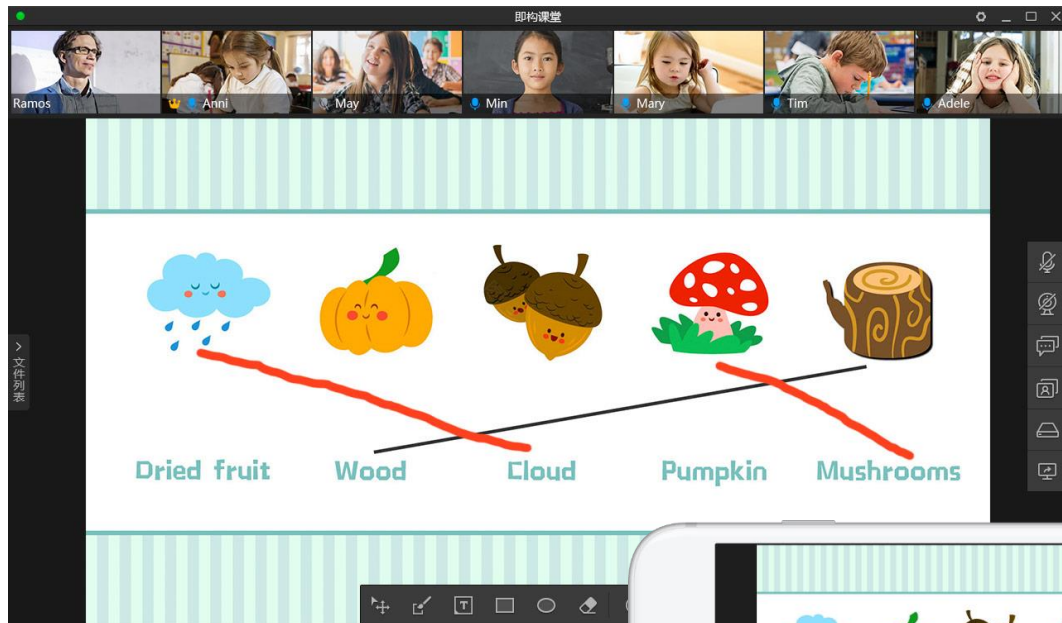 即构课堂
Ramos
Anni
May
Min
Mary
Tim
Adele
文件列表
Dried fruit Wood Cloud Pumpkin Mushrooms
T